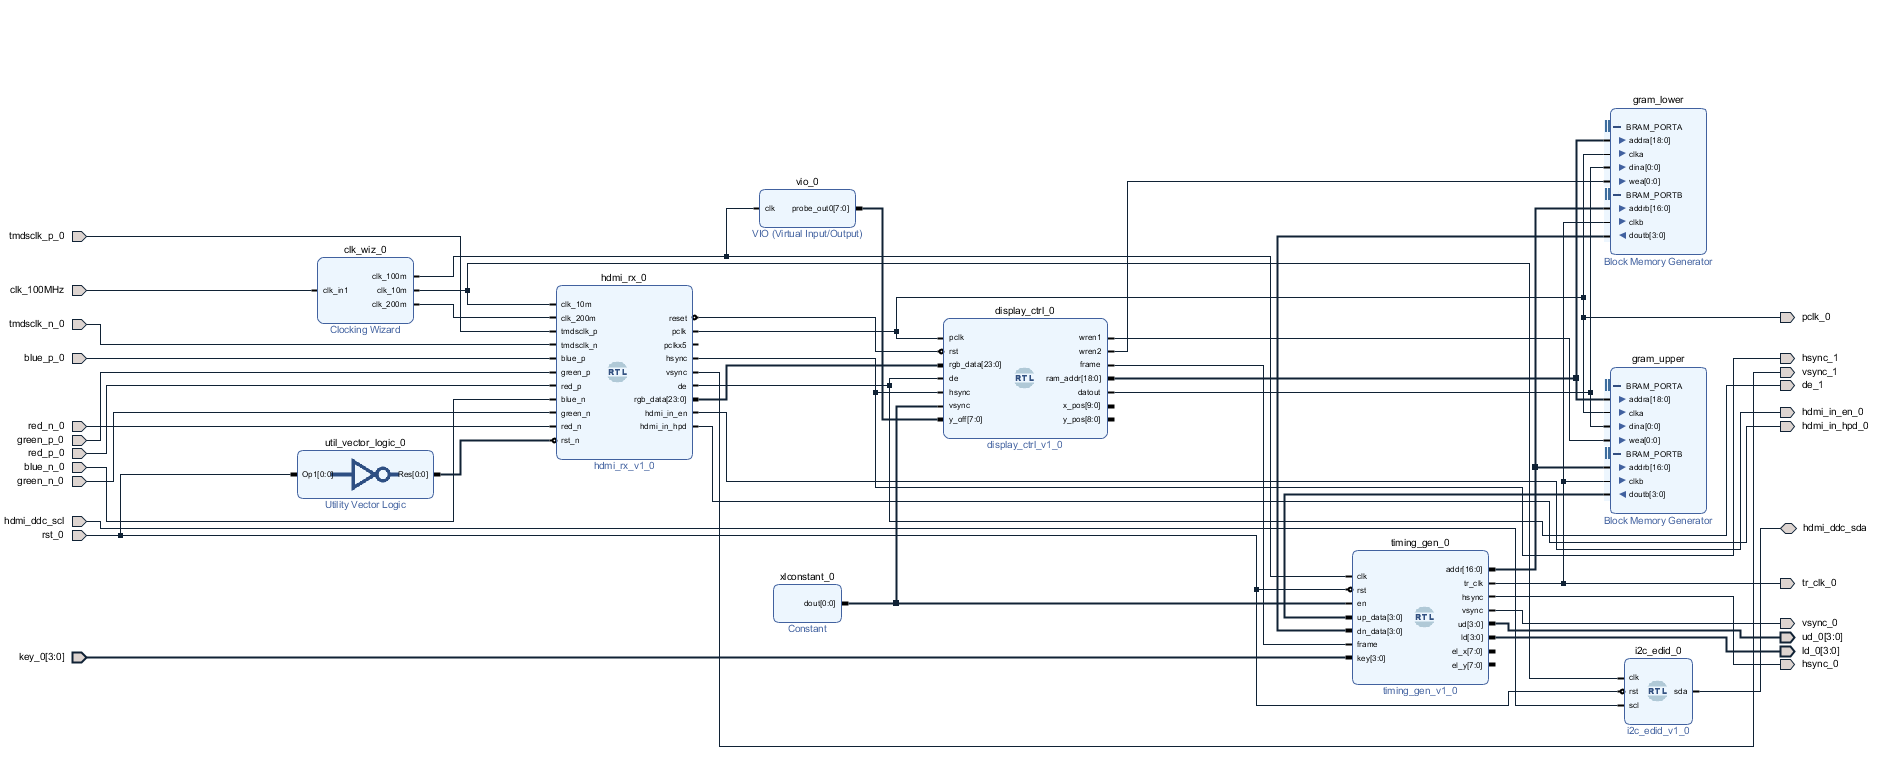 tmdsclk_p_0
clk_100MHz
tmdsclk_n_0
blue_p_0
red_n_0
green_p_0
red_p_0
blue_n_0
green_n_0
hdmi_ddc_scl
rst_0
key_0[3:0]
clk_wiz_0
clk_in1
clk_100m
clk_10m
clk_200m
Clocking Wizard
util_vector_logic_0
Op1[0:0]
Res[0:0]
Utility Vector Logic
hdmi_rx_0
clk_10m
clk_200m
tmdsclk_p
tmdsclk_n
blue_p
green_p
red_p
blue_n
green_n
red_n
rst_n
RTL
reset
pclk
pclkx5
hsync
vsync
de
rgb_data[23:0]
hdmi_in_en
hdmi_in_hpd
hdmi_rx_v1_0
vio_0
clk
probe_out0[7:0]
VIO (Virtual Input/Output)
xlconstant_0
dout[0:0]
Constant
display_ctrl_0
pclk
rst
rgb_data[23:0]
de
hsync
vsync
y_off[7:0]
RTL
wren1
wren2
frame
ram_addr[18:0]
datout
x_pos[9:0]
y_pos[8:0]
display_ctrl_v1_0
timing_gen_0
clk
rst
en
up_data[3:0]
dn_data[3:0]
frame
key[3:0]
RTL
addr[16:0]
tr_clk
hsync
vsync
ud[3:0]
ld[3:0]
el_x[7:0]
el_y[7:0]
timing_gen_v1_0
gram_lower
BRAM_PORTA
addra[18:0]
clka
dina[0:0]
wea[0:0]
BRAM_PORTB
addrb[16:0]
clkb
doutb[3:0]
Block Memory Generator
gram_upper
BRAM_PORTA
addra[18:0]
clka
dina[0:0]
wea[0:0]
BRAM_PORTB
addrb[16:0]
clkb
doutb[3:0]
Block Memory Generator
i2c_edid_0
clk
rst
scl
RTL
sda
i2c_edid_v1_0
pclk_0
hsync_1
vsync_1
de_1
hdmi_in_en_0
hdmi_in_hpd_0
hdmi_ddc_sda
tr_clk_0
vsync_0
ud_0[3:0]
ld_0[3:0]
hsync_0